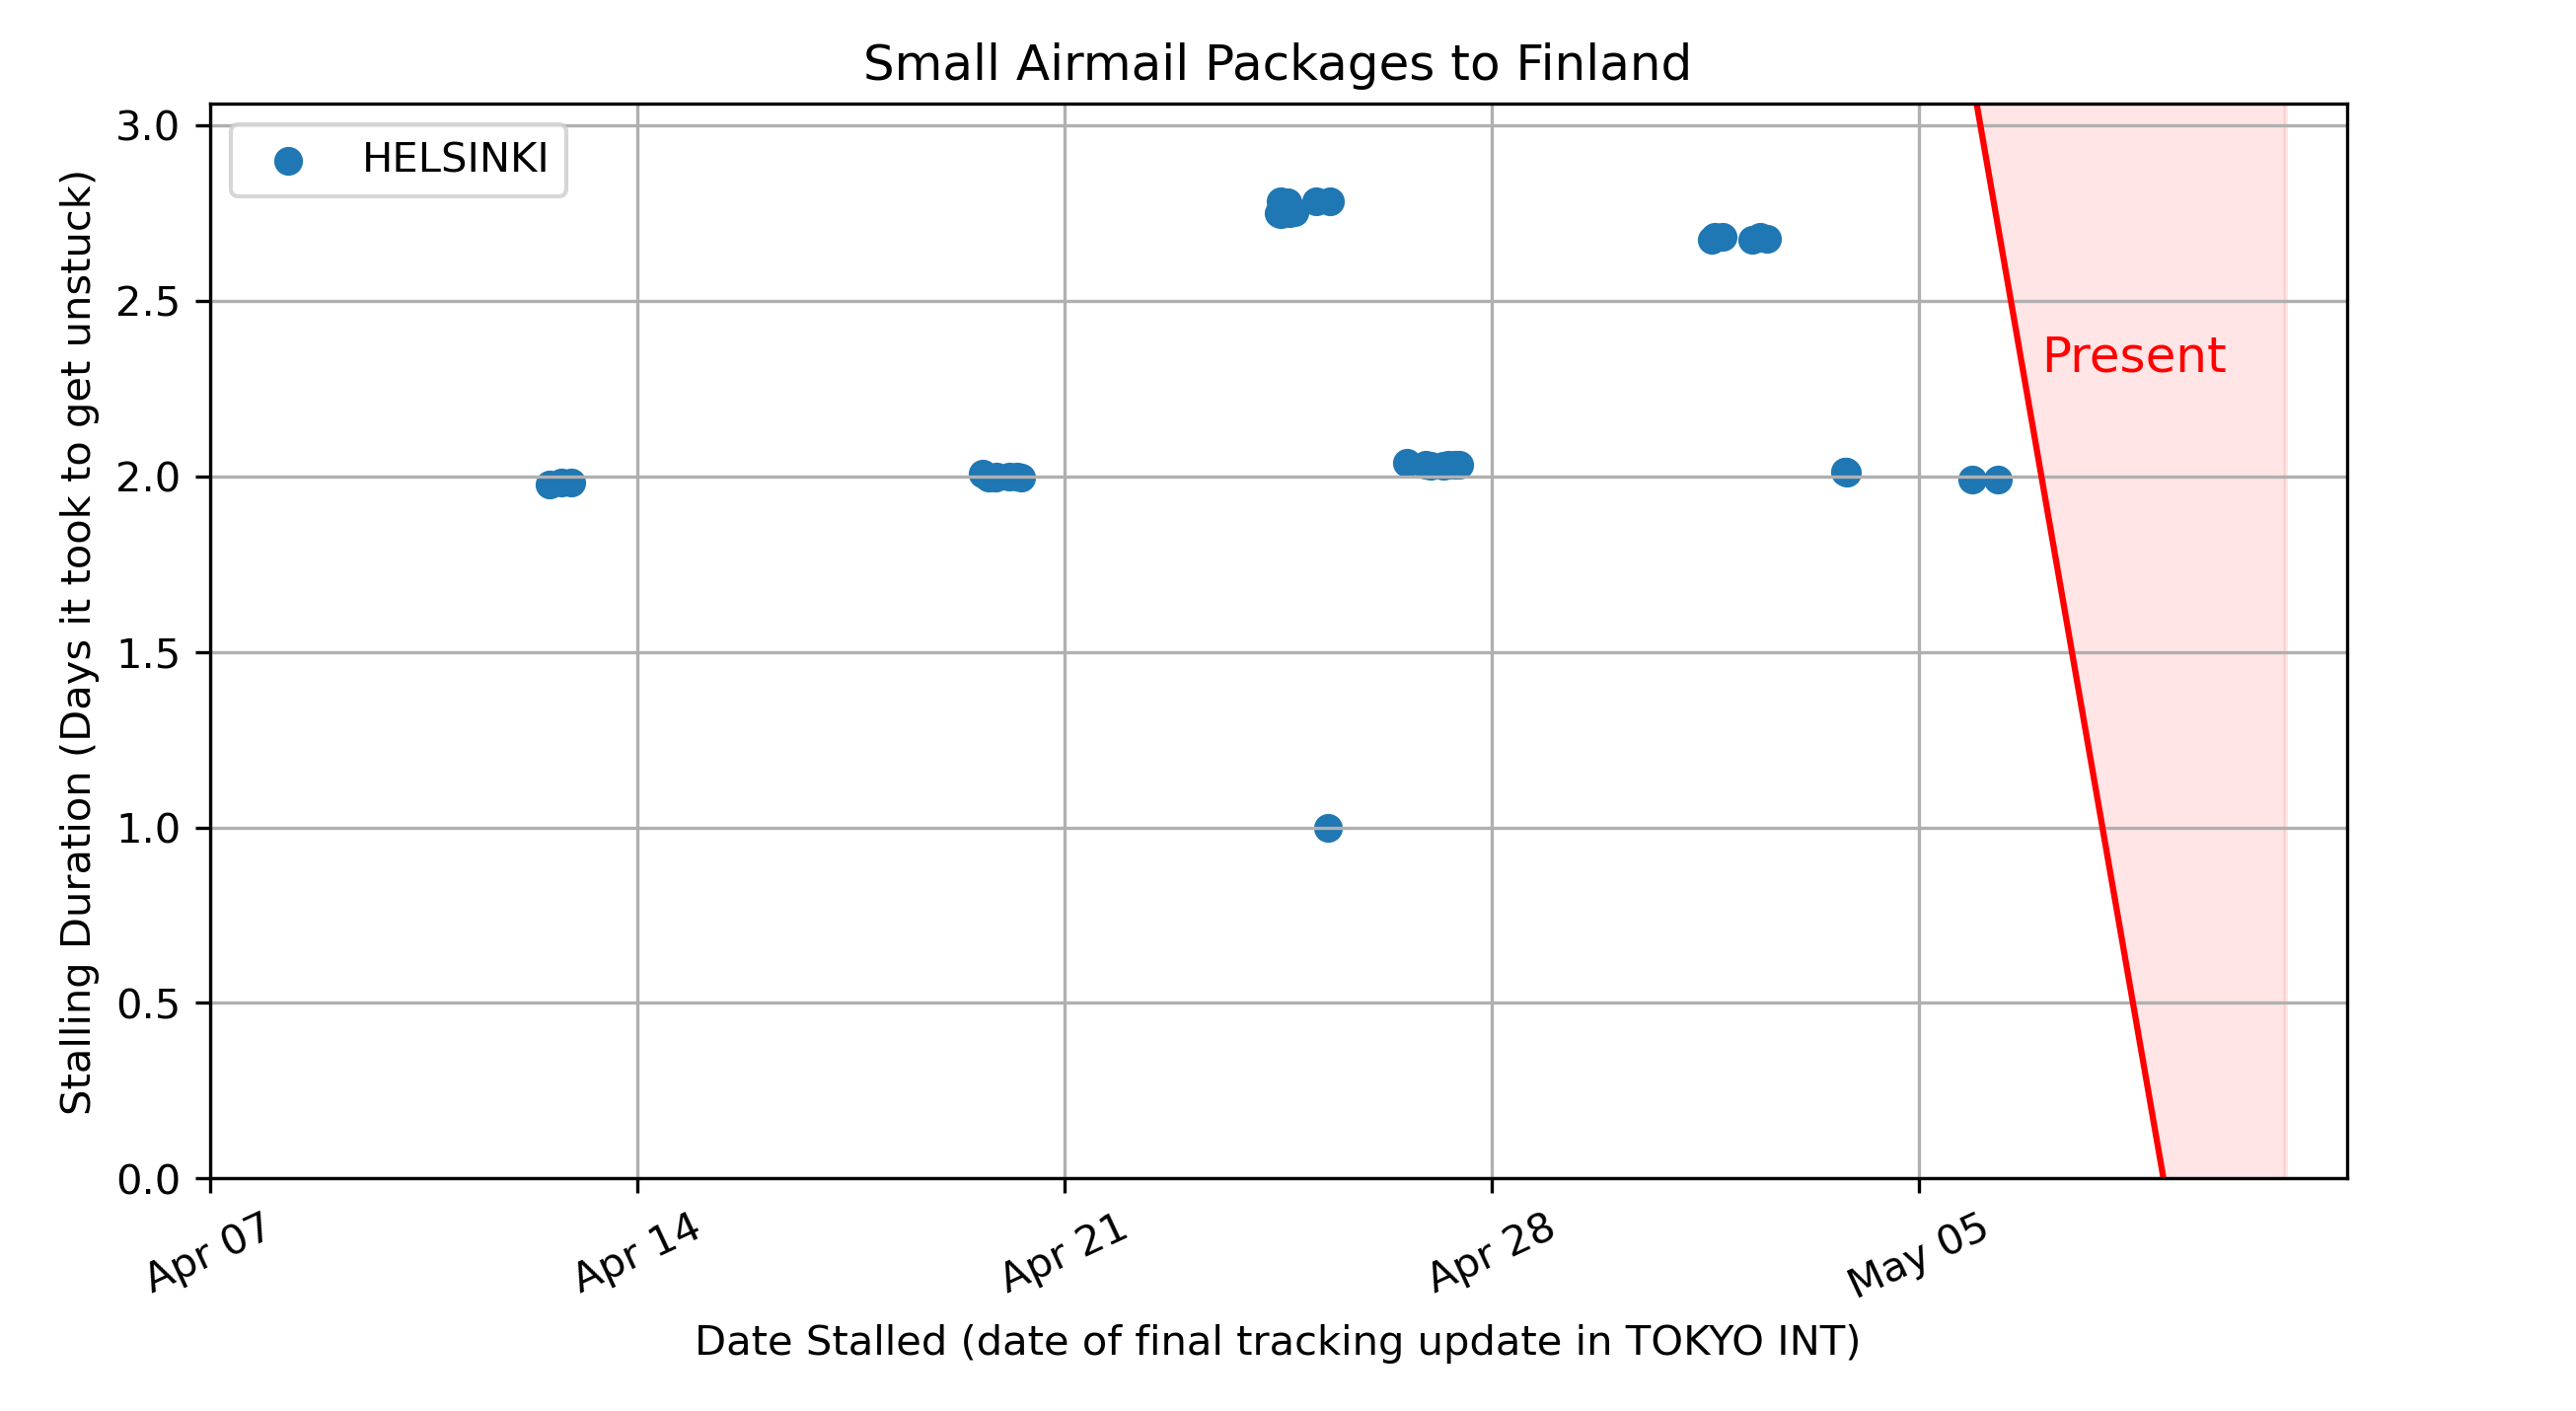 Small Airmail Packages to Finland
HELSINKI
Present
Stalling Duration (Days it took to get unstuck)
3.0
2.5
2.0
1.5
1.0
0.5
0.0
Apr 07
Apr 14
Apr 21
Apr 28
May 05
Date Stalled (date of final tracking update in TOKYO INT)